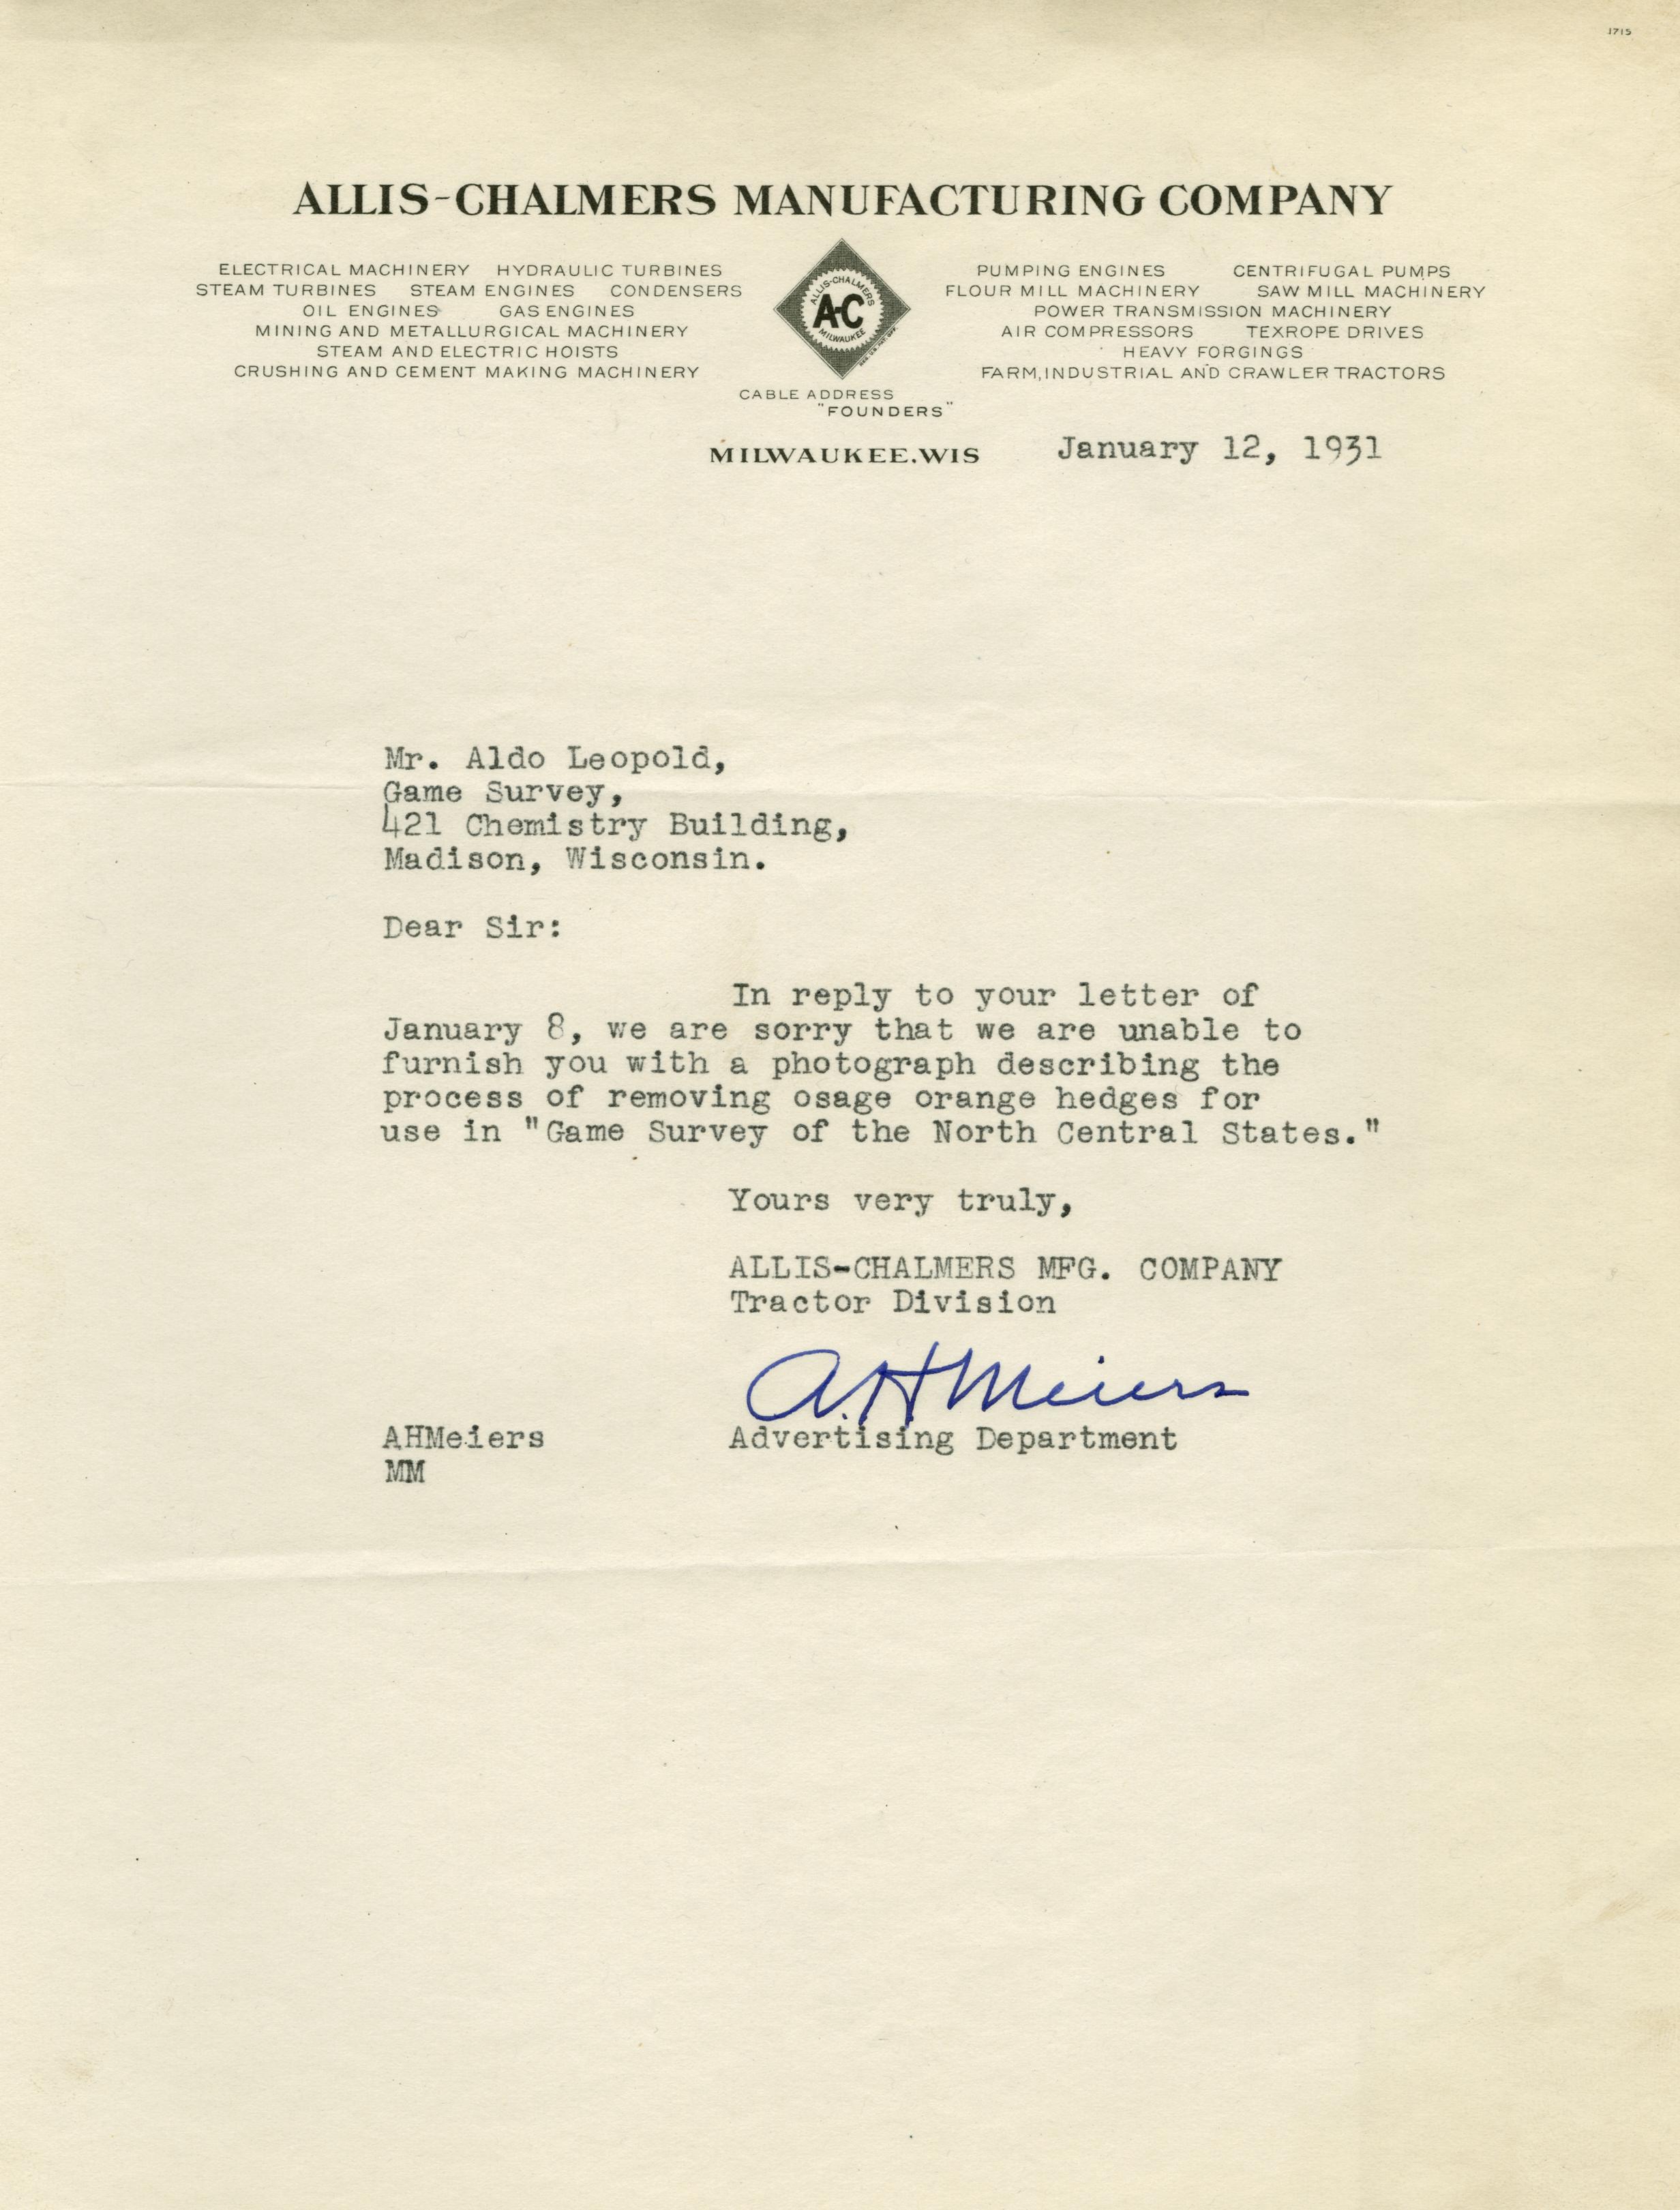 1715
ALLIS-CHALMERS MANUFACTURING COMPANY
ELECTRICAL MACHINERY HYDRAULIC TURBINES
STEAM TURBINES STEAM ENGINES CONDENSERS
OIL ENGINES GAS ENGINES
MINING AND METALLURGICAL MACHINERY
STEAM AND ELECTRIC HOISTS
CRUSHING AND CEMENT MAKING MACHINERY
ALLIS-CHALMERS
A-C
MILWAUKEE
PUMPING ENGINES CENTRIFUGAL PUMPS
FLOUR MILL MACHINERY SAW MILL MACHINERY
POWER TRANSMISSION MACHINERY
AIR COMPRESSORS TEXROPE DRIVES
HEAVY FORGINGS
FARM, INDUSTRIAL AND CRAWLER TRACTORS
CABLE ADDRESS
"FOUNDERS"
MILWAUKEE.WIS January 12, 1931
Mr. Aldo Leopold,
Game Survey,
421 Chemistry Building,
Madison, Wisconsin.
Dear Sir:
In reply to your letter of
January 8, we are sorry that we are unable to
furnish you with a photograph describing the
process of removing osage orange hedges for
use in "Game Survey of the North Central States."
Yours very truly,
ALLIS-CHALMERS MFG. COMPANY
Tractor Division
A.H Meiers
AHMeiers Advertising Department
MM